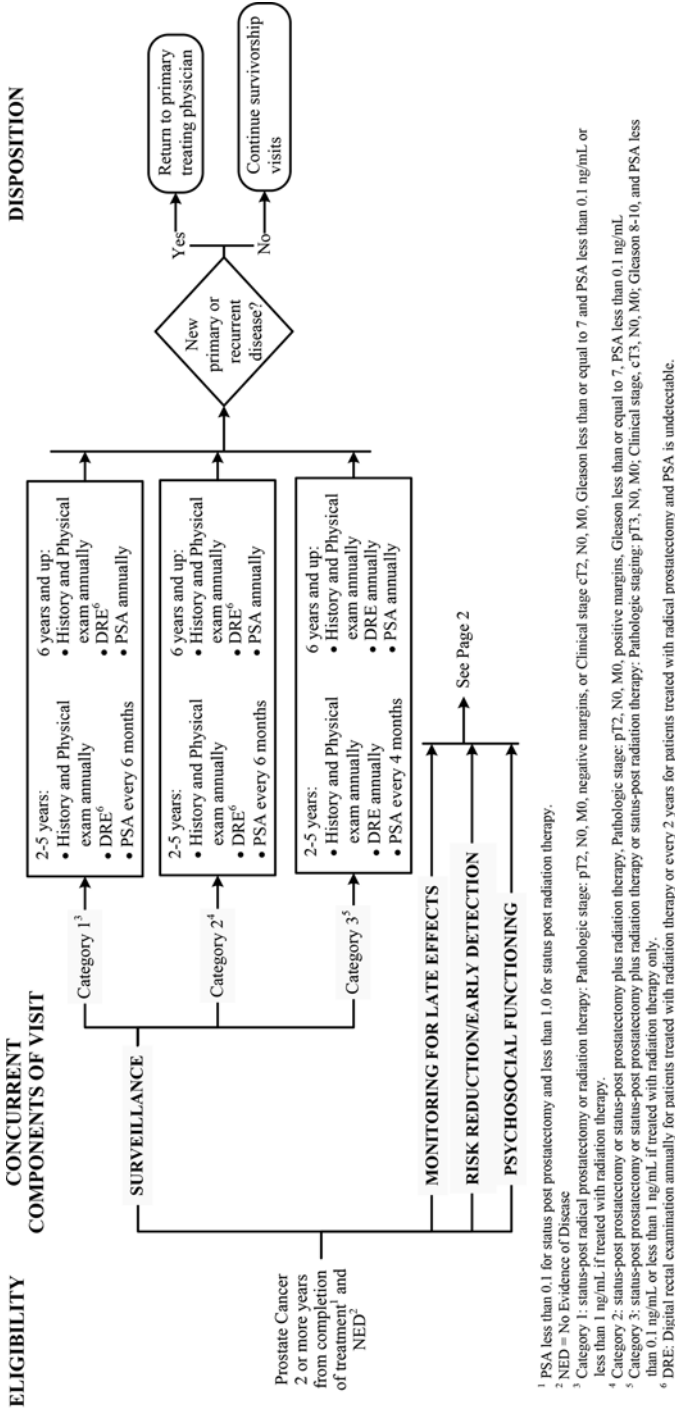 ELIGIBILITY
CONCURRENT
COMPONENTS OF VISIT
DISPOSITION
Prostate Cancer
2 or more years
from completion
of treatment¹ and
NED²
SURVEILLANCE
Category 1³
2-5 years:
• History and Physical
exam annually
• DRE⁶
• PSA every 6 months
6 years and up:
• History and Physical
exam annually
• DRE⁶
• PSA annually
Category 2⁴
2-5 years:
• History and Physical
exam annually
• DRE⁶
• PSA every 6 months
6 years and up:
• History and Physical
exam annually
• DRE⁶
• PSA annually
Category 3⁵
2-5 years:
• History and Physical
exam annually
• DRE annually
• PSA every 4 months
6 years and up:
• History and Physical
exam annually
• DRE annually
• PSA annually
New
primary or
recurrent
disease?
Yes
Return to primary
treating physician
No
Continue survivorship
visits
MONITORING FOR LATE EFFECTS
RISK REDUCTION/EARLY DETECTION
PSYCHOSOCIAL FUNCTIONING
See Page 2
¹ PSA less than 0.1 for status post prostatectomy and less than 1.0 for status post radiation therapy.
² NED = No Evidence of Disease
³ Category 1: status-post radical prostatectomy or radiation therapy: Pathologic stage: pT2, N0, M0, negative margins, or Clinical stage cT2, N0, M0, Gleason less than or equal to 7 and PSA less than 0.1 ng/mL or
less than 1 ng/mL if treated with radiation therapy.
⁴ Category 2: status-post prostatectomy or status-post prostatectomy plus radiation therapy, Pathologic stage: pT2, N0, M0, positive margins, Gleason less than or equal to 7, PSA less than 0.1 ng/mL
⁵ Category 3: status-post prostatectomy or status-post prostatectomy plus radiation therapy or status-post radiation therapy: Pathologic staging: pT3, N0, M0; Clinical stage, cT3, N0, M0; Gleason 8-10, and PSA less
than 0.1 ng/mL or less than 1 ng/mL if treated with radiation therapy only.
⁶ DRE: Digital rectal examination annually for patients treated with radiation therapy or every 2 years for patients treated with radical prostatectomy and PSA is undetectable.